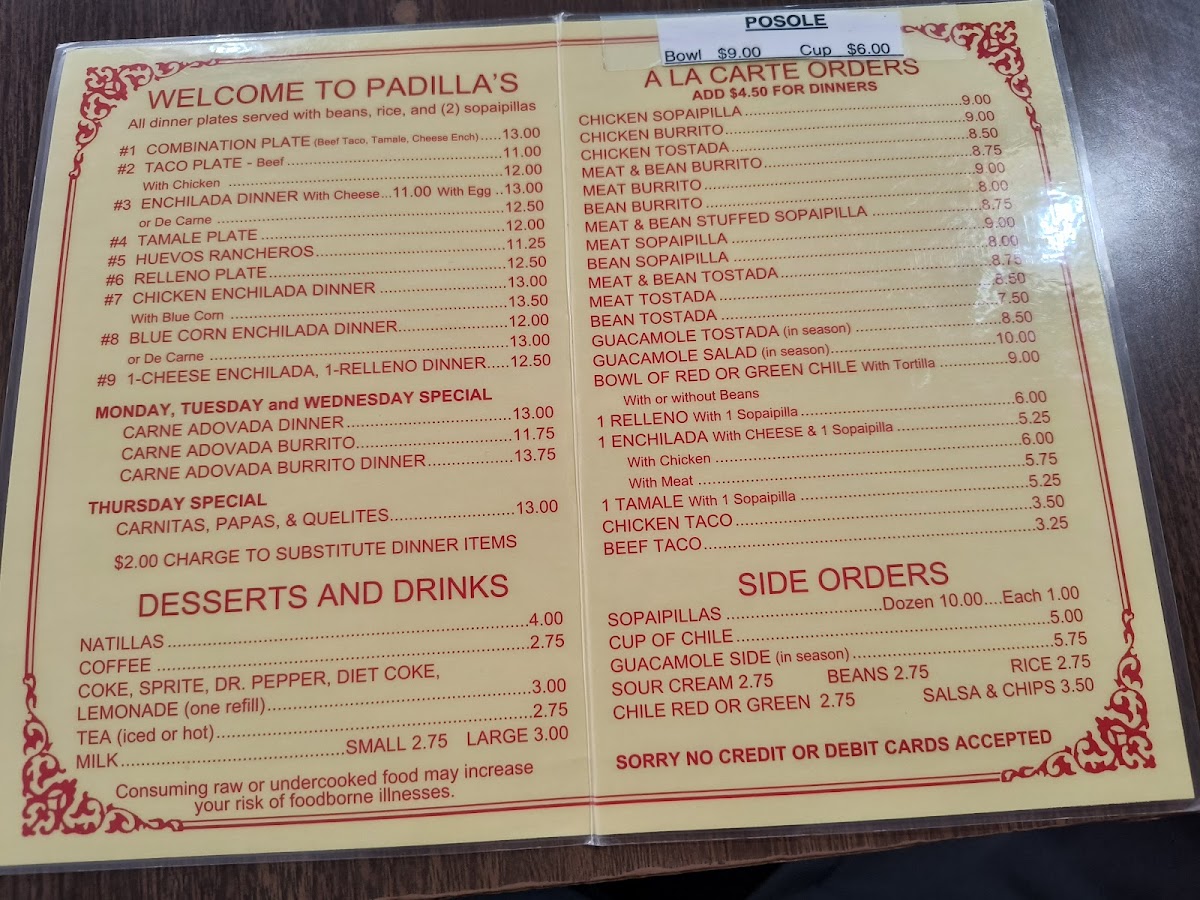 POSOLE
Bowl $9.00 Cup $6.00
WELCOME TO PADILLA'S
All dinner plates served with beans, rice, and (2) sopaipillas
#1 COMBINATION PLATE (Beef Taco, Tamale, Cheese Ench).....13.00
#2 TACO PLATE - Beef ..........11.00
With Chicken ..........12.00
#3 ENCHILADA DINNER With Cheese...11.00 With Egg ..13.00
or De Carne ..........12.50
#4 TAMALE PLATE ..........12.00
#5 HUEVOS RANCHEROS..........11.25
#6 RELLENO PLATE..........12.50
#7 CHICKEN ENCHILADA DINNER ..........13.00
With Blue Corn ..........13.50
#8 BLUE CORN ENCHILADA DINNER..........12.00
or De Carne ..........13.00
#9 1-CHEESE ENCHILADA, 1-RELLENO DINNER.....12.50
MONDAY, TUESDAY and WEDNESDAY SPECIAL
CARNE ADOVADA DINNER..........13.00
CARNE ADOVADA BURRITO..........11.75
CARNE ADOVADA BURRITO DINNER..........13.75
THURSDAY SPECIAL
CARNITAS, PAPAS, & QUELITES..........13.00
$2.00 CHARGE TO SUBSTITUTE DINNER ITEMS
DESSERTS AND DRINKS
NATILLAS ..........4.00
COFFEE ..........2.75
COKE, SPRITE, DR. PEPPER, DIET COKE,
LEMONADE (one refill)..........3.00
TEA (iced or hot)..........2.75
MILK..........SMALL 2.75 LARGE 3.00
Consuming raw or undercooked food may increase
your risk of foodborne illnesses.
A LA CARTE ORDERS
ADD $4.50 FOR DINNERS
CHICKEN SOPAIPILLA ..........9.00
CHICKEN BURRITO..........9.00
CHICKEN TOSTADA ..........8.50
MEAT & BEAN BURRITO ..........8.75
MEAT BURRITO ..........9.00
BEAN BURRITO ..........8.00
MEAT & BEAN STUFFED SOPAIPILLA ..........8.75
MEAT SOPAIPILLA ..........9.00
BEAN SOPAIPILLA ..........8.00
MEAT & BEAN TOSTADA ..........8.75
MEAT TOSTADA ..........8.50
BEAN TOSTADA ..........7.50
GUACAMOLE TOSTADA (in season) ..........8.50
GUACAMOLE SALAD (in season)..........10.00
BOWL OF RED OR GREEN CHILE With Tortilla ..........9.00
With or without Beans
1 RELLENO With 1 Sopaipilla..........6.00
1 ENCHILADA With CHEESE & 1 Sopaipilla ..........5.25
With Chicken ..........6.00
With Meat ..........5.75
1 TAMALE With 1 Sopaipilla ..........5.25
CHICKEN TACO ..........3.50
BEEF TACO..........3.25
SIDE ORDERS
SOPAIPILLAS ..........Dozen 10.00....Each 1.00
CUP OF CHILE..........5.00
GUACAMOLE SIDE (in season)..........5.75
SOUR CREAM 2.75 BEANS 2.75 RICE 2.75
CHILE RED OR GREEN 2.75 SALSA & CHIPS 3.50
SORRY NO CREDIT OR DEBIT CARDS ACCEPTED